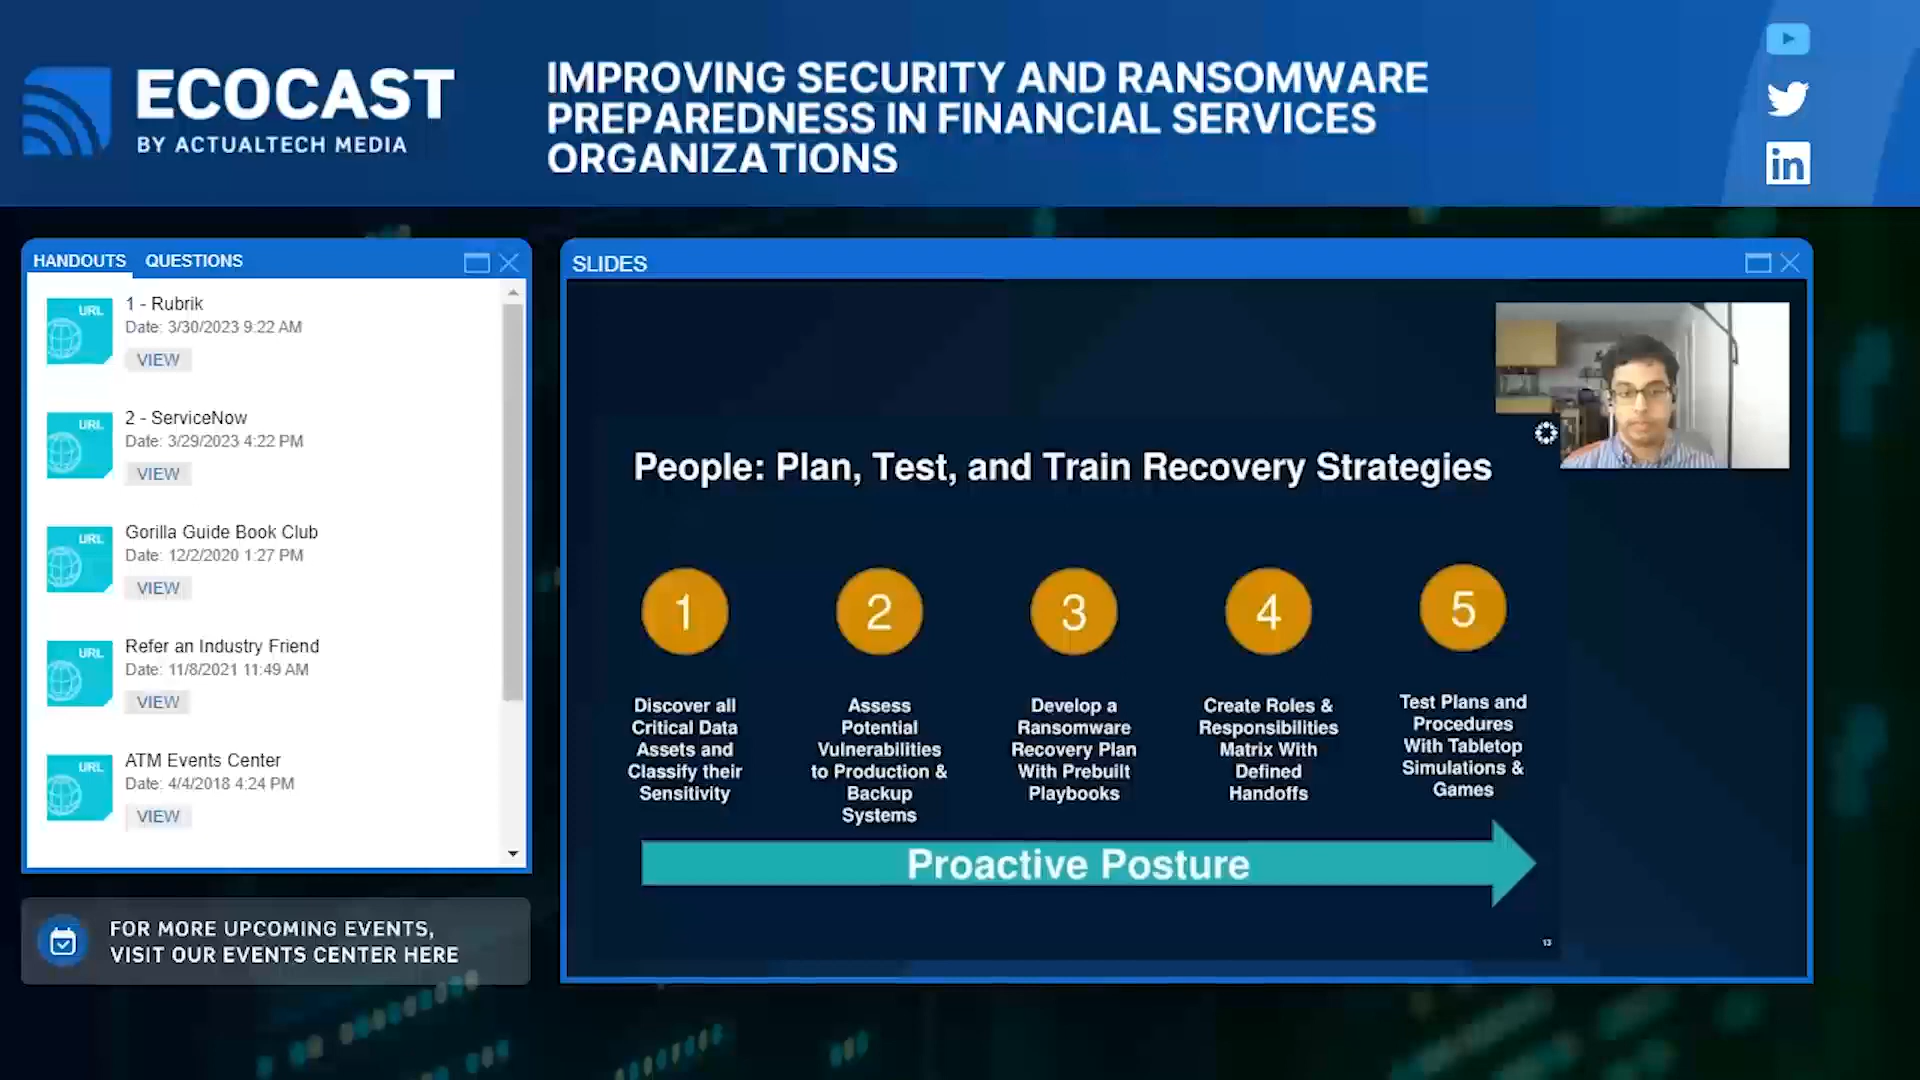 ECOCAST
BY ACTUALTECH MEDIA
IMPROVING SECURITY AND RANSOMWARE
PREPAREDNESS IN FINANCIAL SERVICES
ORGANIZATIONS
in
HANDOUTS QUESTIONS
URL
1 - Rubrik
Date: 3/30/2023 9:22 AM
VIEW
URL
2 - ServiceNow
Date: 3/29/2023 4:22 PM
VIEW
URL
Gorilla Guide Book Club
Date: 12/2/2020 1:27 PM
VIEW
URL
Refer an Industry Friend
Date: 11/8/2021 11:49 AM
VIEW
URL
ATM Events Center
Date: 4/4/2018 4:24 PM
VIEW
FOR MORE UPCOMING EVENTS,
VISIT OUR EVENTS CENTER HERE
SLIDES
People: Plan, Test, and Train Recovery Strategies
1
Discover all
Critical Data
Assets and
Classify their
Sensitivity
2
Assess
Potential
Vulnerabilities
to Production &
Backup
Systems
3
Develop a
Ransomware
Recovery Plan
With Prebuilt
Playbooks
4
Create Roles &
Responsibilities
Matrix With
Defined
Handoffs
5
Test Plans and
Procedures
With Tabletop
Simulations &
Games
Proactive Posture
13